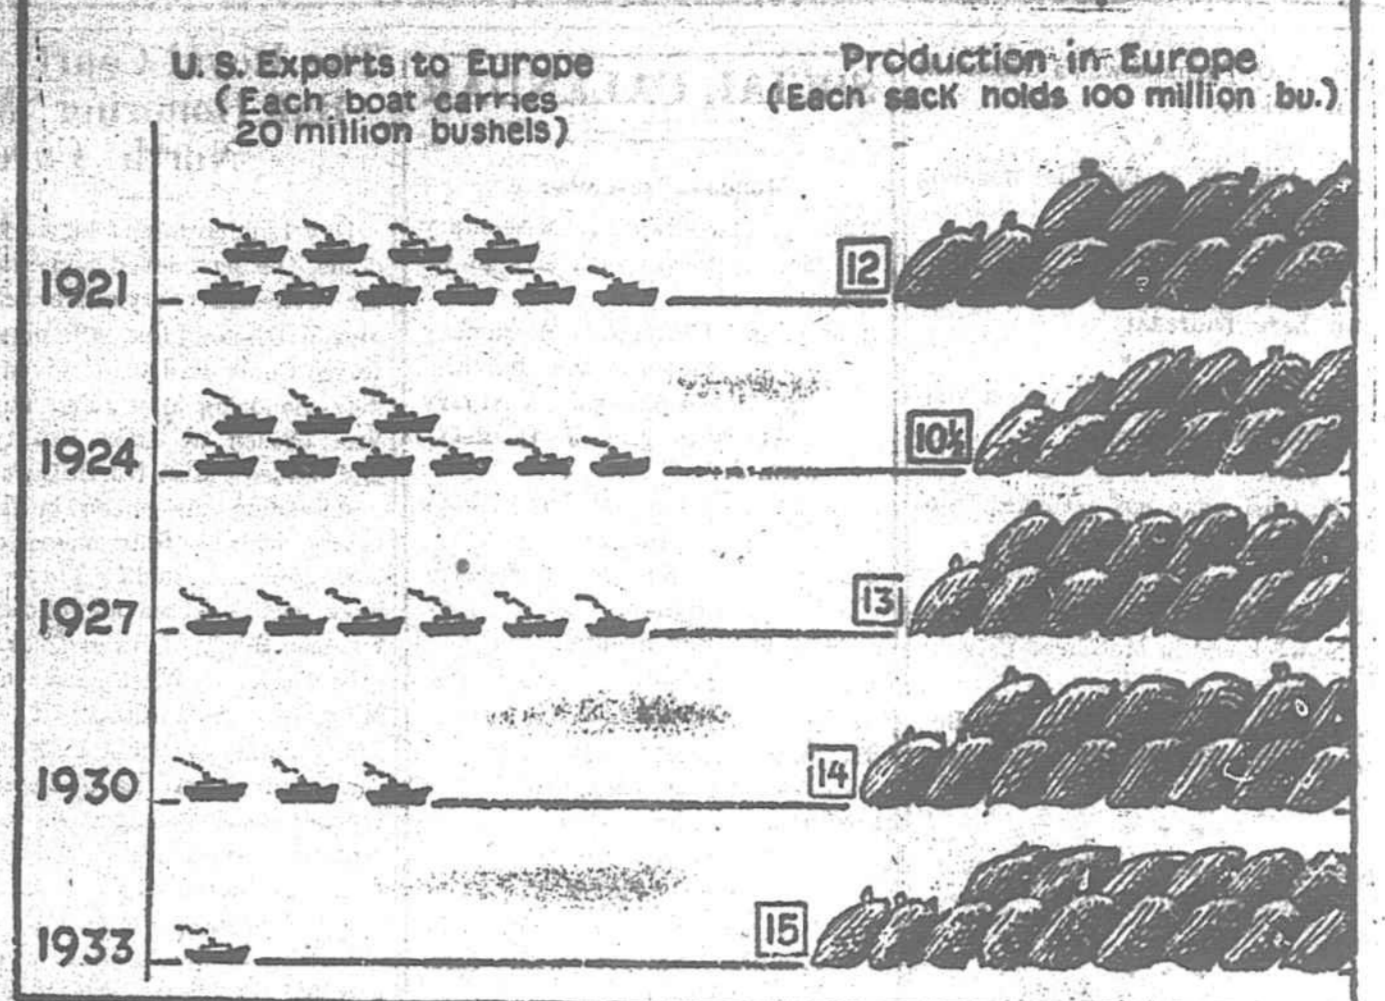 U. S. Exports to Europe
(Each boat carries
20 million bushels)
Production in Europe
(Each sack holds 100 million bu.)
1921
12
1924
10½
1927
13
1930
14
1933
15